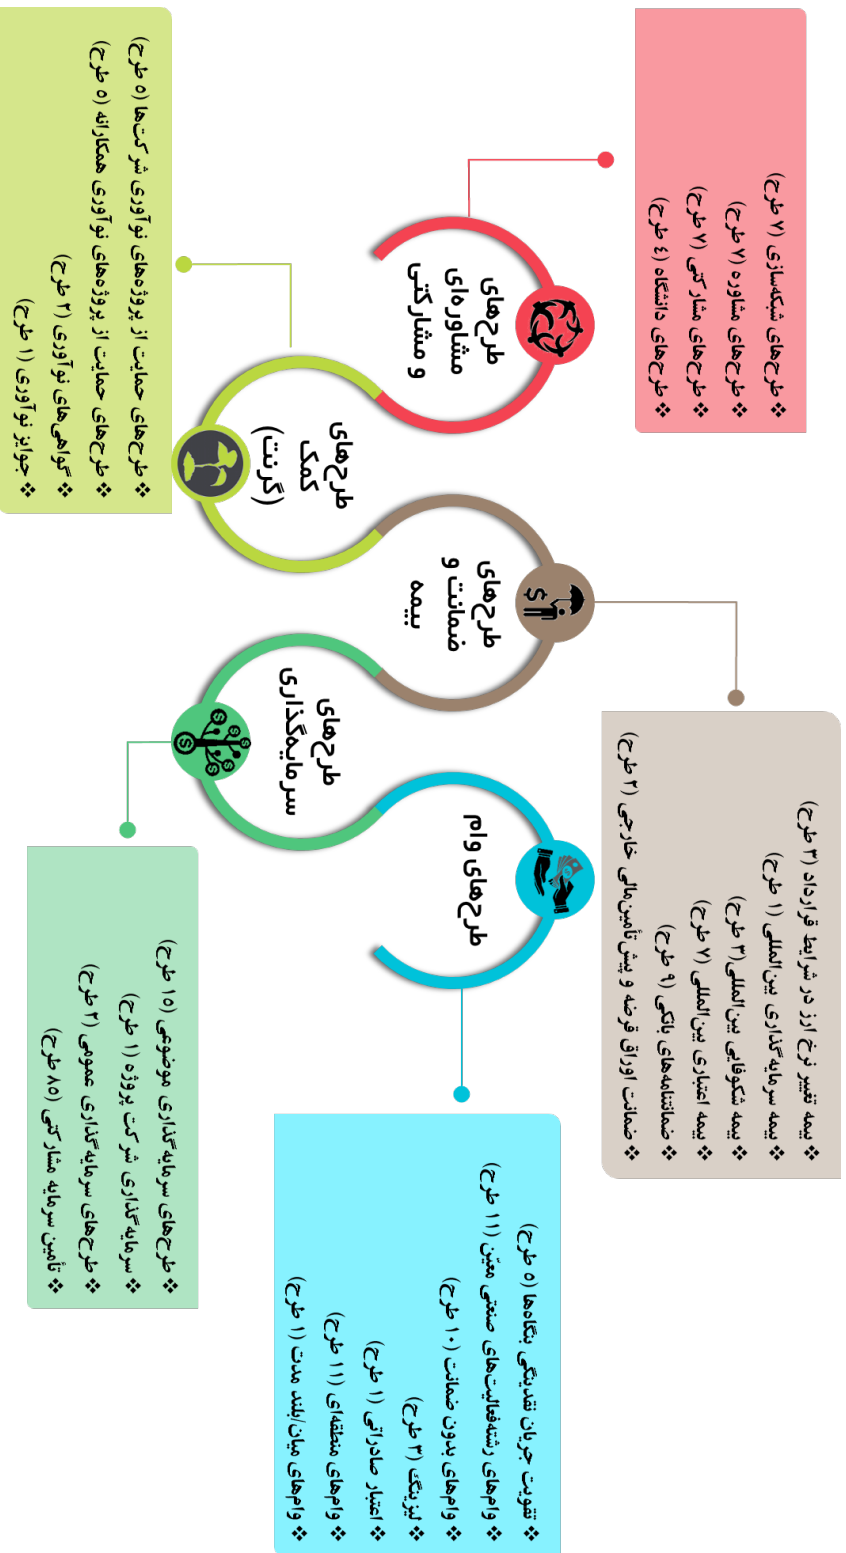 طرح‌های وام
❖ تقویت جریان نقدینگی بنگاه‌ها (۵ طرح)
❖ وام‌های رشته‌فعالیت‌های صنعتی معیّن (۱۱ طرح)
❖ وام‌های بدون ضمانت (۱۰ طرح)
❖ لیزینگ (۳ طرح)
❖ اعتبار صادراتی (۱ طرح)
❖ وام‌های منطقه‌ای (۱۱ طرح)
❖ وام‌های میان/بلند مدت (۱ طرح)
طرح‌های
سرمایه‌گذاری
❖ طرح‌های سرمایه‌گذاری موضوعی (۱۵ طرح)
❖ سرمایه‌گذاری شرکت پروژه (۱ طرح)
❖ طرح‌های سرمایه‌گذاری عمومی (۲ طرح)
❖ تأمین سرمایه مشارکتی (۸۵ طرح)
طرح‌های
ضمانت و
بیمه
❖ بیمه تغییر نرخ ارز در شرایط قرارداد (۳ طرح)
❖ بیمه سرمایه‌گذاری بین‌المللی (۱ طرح)
❖ بیمه شکوفایی بین‌المللی(۳ طرح)
❖ بیمه اعتباری بین‌المللی (۷ طرح)
❖ ضمانتنامه‌های بانکی (۹ طرح)
❖ ضمانت اوراق قرضه و پیش‌تأمین‌مالی خارجی (۲ طرح)
طرح‌های
کمک
(گرنت)
❖ طرح‌های حمایت از پروژه‌های نوآوری شرکت‌ها (۵ طرح)
❖ طرح‌های حمایت از پروژه‌های نوآوری همکارانه (۵ طرح)
❖ گواهی‌های نوآوری (۲ طرح)
❖ جوایز نوآوری (۱ طرح)
طرح‌های
مشاوره‌ای
و مشارکتی
❖ طرح‌های شبکه‌سازی (۷ طرح)
❖ طرح‌های مشاوره (۷ طرح)
❖ طرح‌های مشارکتی (۷ طرح)
❖ طرح‌های دانشگاه (٤ طرح)